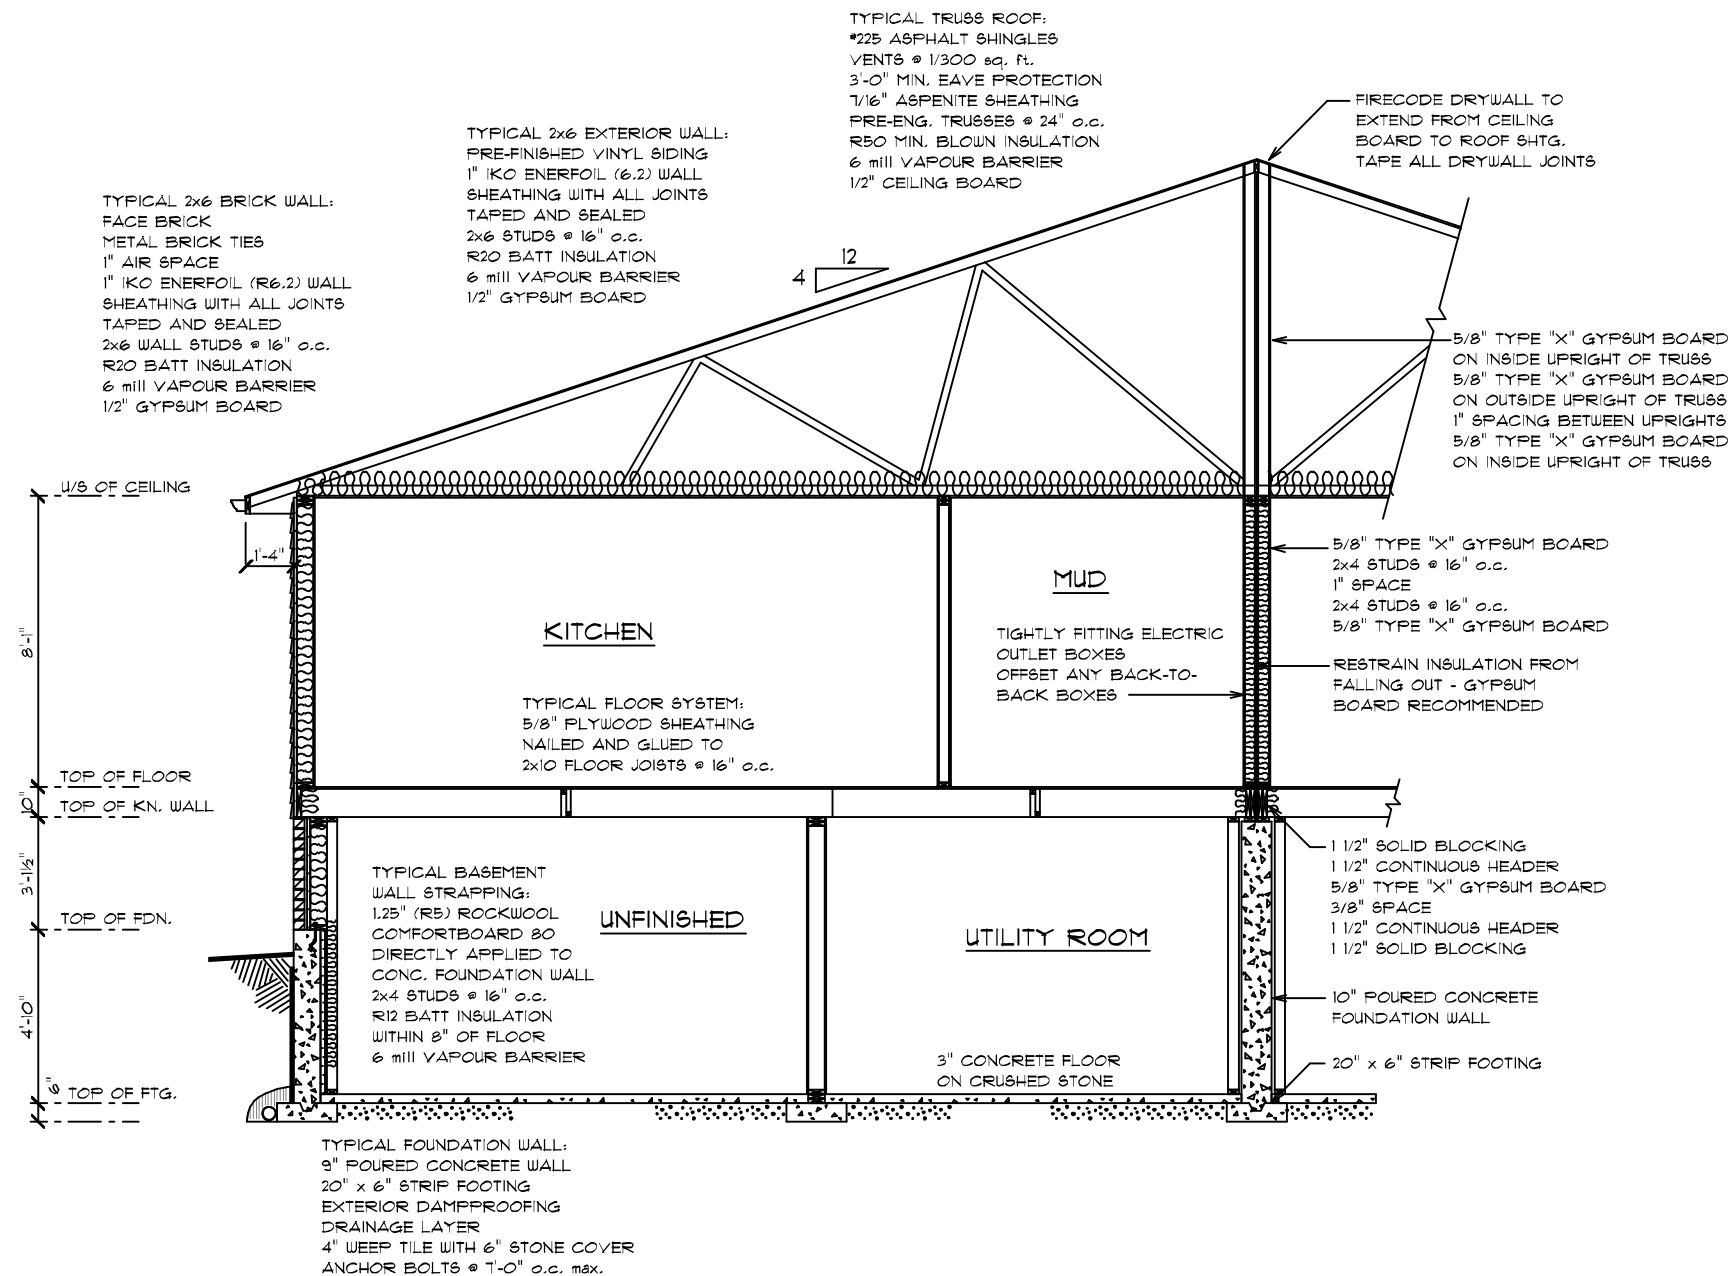 TYPICAL TRUSS ROOF:
#225 ASPHALT SHINGLES
VENTS @ 1/300 sq. ft.
3'-0" MIN. EAVE PROTECTION
7/16" ASPENITE SHEATHING
PRE-ENG. TRUSSES @ 24" o.c.
R50 MIN. BLOWN INSULATION
6 mill VAPOUR BARRIER
1/2" CEILING BOARD
FIRECODE DRYWALL TO
EXTEND FROM CEILING
BOARD TO ROOF SHTG.
TAPE ALL DRYWALL JOINTS
TYPICAL 2x6 EXTERIOR WALL:
PRE-FINISHED VINYL SIDING
1" IKO ENERFOIL (6.2) WALL
SHEATHING WITH ALL JOINTS
TAPED AND SEALED
2x6 STUDS @ 16" o.c.
R20 BATT INSULATION
6 mill VAPOUR BARRIER
1/2" GYPSUM BOARD
TYPICAL 2x6 BRICK WALL:
FACE BRICK
METAL BRICK TIES
1" AIR SPACE
1" IKO ENERFOIL (R6.2) WALL
SHEATHING WITH ALL JOINTS
TAPED AND SEALED
2x6 WALL STUDS @ 16" o.c.
R20 BATT INSULATION
6 mill VAPOUR BARRIER
1/2" GYPSUM BOARD
12
4
5/8" TYPE "X" GYPSUM BOARD
ON INSIDE UPRIGHT OF TRUSS
5/8" TYPE "X" GYPSUM BOARD
ON OUTSIDE UPRIGHT OF TRUSS
1" SPACING BETWEEN UPRIGHTS
5/8" TYPE "X" GYPSUM BOARD
ON INSIDE UPRIGHT OF TRUSS
U/S OF CEILING
1'-4"
8'-1"
KITCHEN
MUD
5/8" TYPE "X" GYPSUM BOARD
2x4 STUDS @ 16" o.c.
1" SPACE
2x4 STUDS @ 16" o.c.
5/8" TYPE "X" GYPSUM BOARD
TIGHTLY FITTING ELECTRIC
OUTLET BOXES
OFFSET ANY BACK-TO-
BACK BOXES
RESTRAIN INSULATION FROM
FALLING OUT - GYPSUM
BOARD RECOMMENDED
TYPICAL FLOOR SYSTEM:
5/8" PLYWOOD SHEATHING
NAILED AND GLUED TO
2x10 FLOOR JOISTS @ 16" o.c.
TOP OF FLOOR
10"
TOP OF KN. WALL
3'-1½"
TOP OF FDN.
4'-10"
6"
TOP OF FTG.
TYPICAL BASEMENT
WALL STRAPPING:
1.25" (R5) ROCKWOOL
COMFORTBOARD 80
DIRECTLY APPLIED TO
CONC. FOUNDATION WALL
2x4 STUDS @ 16" o.c.
R12 BATT INSULATION
WITHIN 8" OF FLOOR
6 mill VAPOUR BARRIER
UNFINISHED
UTILITY ROOM
3" CONCRETE FLOOR
ON CRUSHED STONE
1 1/2" SOLID BLOCKING
1 1/2" CONTINUOUS HEADER
5/8" TYPE "X" GYPSUM BOARD
3/8" SPACE
1 1/2" CONTINUOUS HEADER
1 1/2" SOLID BLOCKING
10" POURED CONCRETE
FOUNDATION WALL
20" x 6" STRIP FOOTING
TYPICAL FOUNDATION WALL:
9" POURED CONCRETE WALL
20" x 6" STRIP FOOTING
EXTERIOR DAMPPROOFING
DRAINAGE LAYER
4" WEEP TILE WITH 6" STONE COVER
ANCHOR BOLTS @ 7'-0" o.c. max.